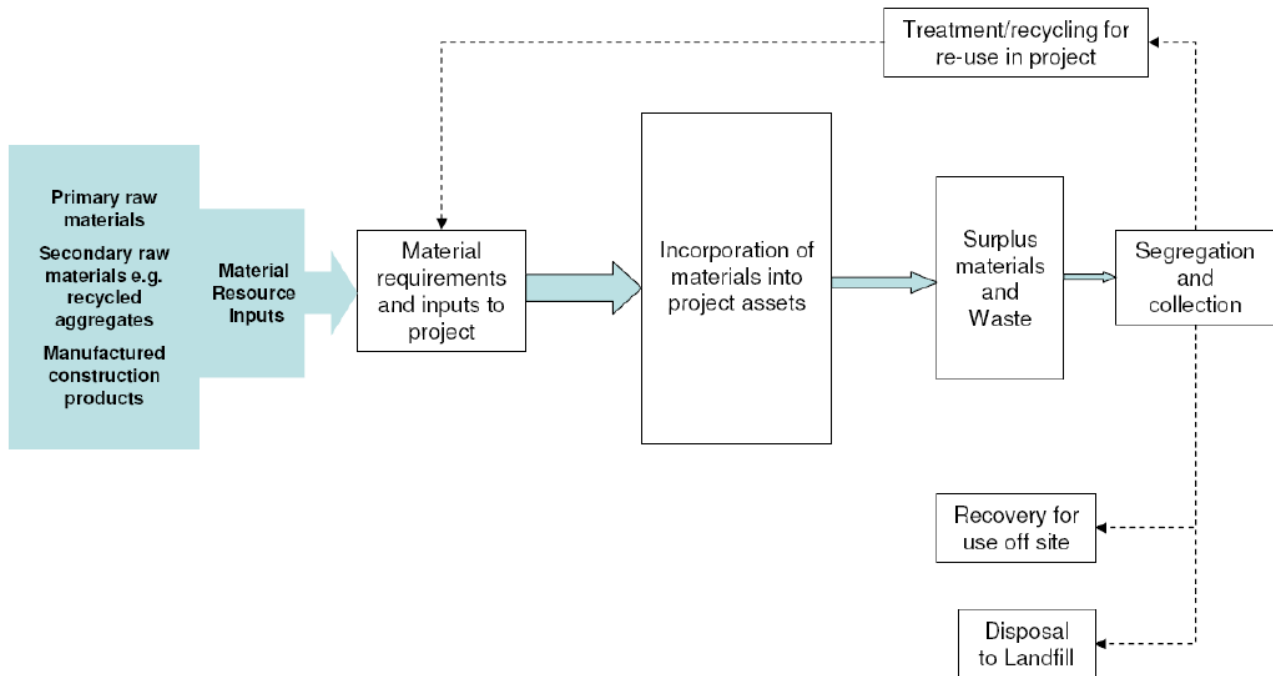 Treatment/recycling for
re-use in project
Primary raw
materials
Secondary raw
materials e.g.
recycled
aggregates
Manufactured
construction
products
Material
Resource
Inputs
Material
requirements
and inputs to
project
Incorporation of
materials into
project assets
Surplus
materials
and
Waste
Segregation
and
collection
Recovery for
use off site
Disposal
to Landfill